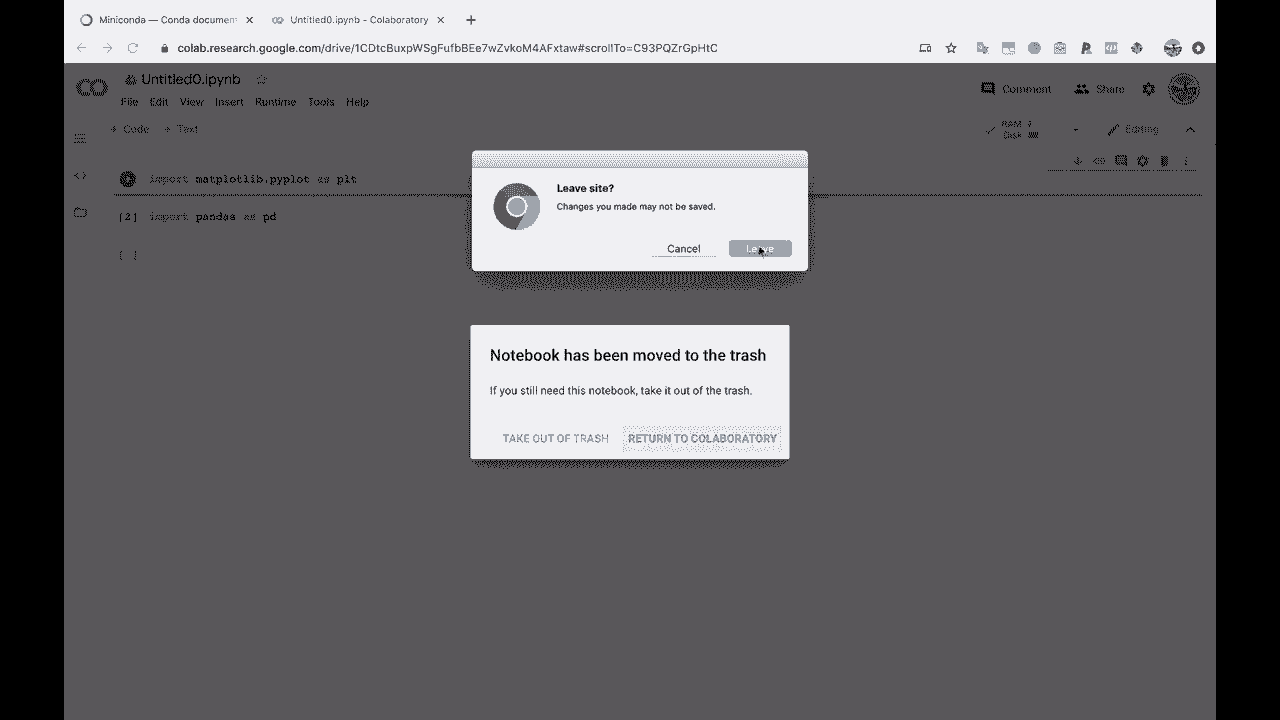 Miniconda — Conda document
Untitled0.ipynb - Colaboratory
colab.research.google.com/drive/1CDtcBuxpWSgFufbBEe7wZvkoM4AFxtaw#scrollTo=C93PQZrGpHtC
Untitled0.ipynb
Comment
Share
File Edit View Insert Runtime Tools Help
+ Code + Text
RAM
Disk
Editing
import matplotlib.pyplot as plt
[2] import pandas as pd
[ ]
Leave site?
Changes you made may not be saved.
Cancel
Leave
Notebook has been moved to the trash
If you still need this notebook, take it out of the trash.
TAKE OUT OF TRASH
RETURN TO COLABORATORY